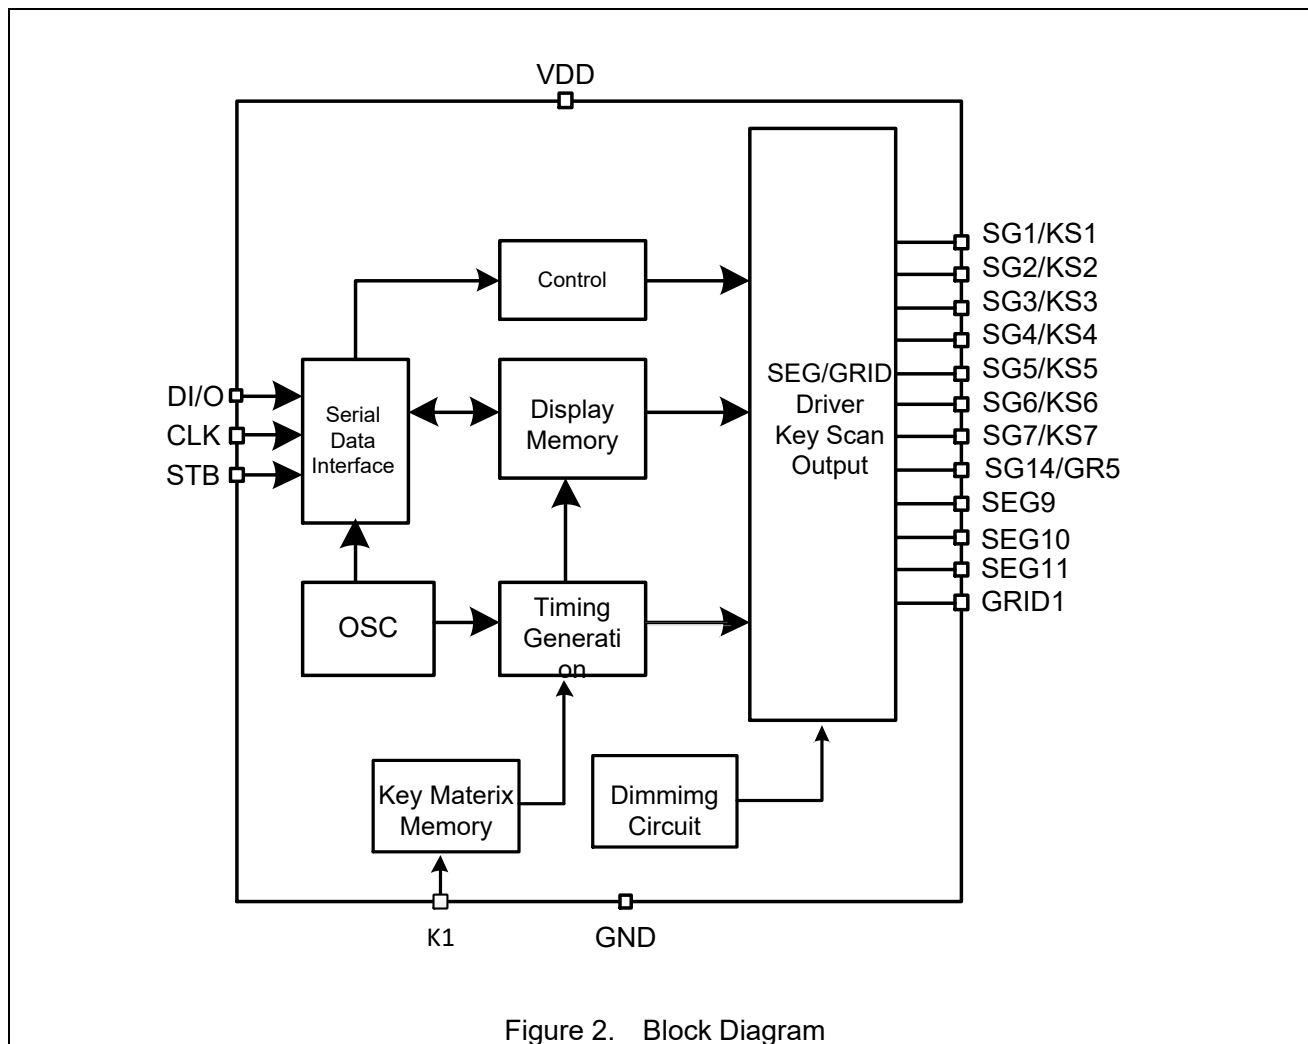 VDD
SG1/KS1
SG2/KS2
Control
SG3/KS3
SG4/KS4
SG5/KS5
SEG/GRID
Driver
Key Scan
Output
DI/O
CLK
STB
Serial
Data
Interface
Display
Memory
SG6/KS6
SG7/KS7
SG14/GR5
SEG9
SEG10
SEG11
GRID1
OSC
Timing
Generati
on
Key Materix
Memory
Dimmimg
Circuit
K1
GND
Figure 2. Block Diagram